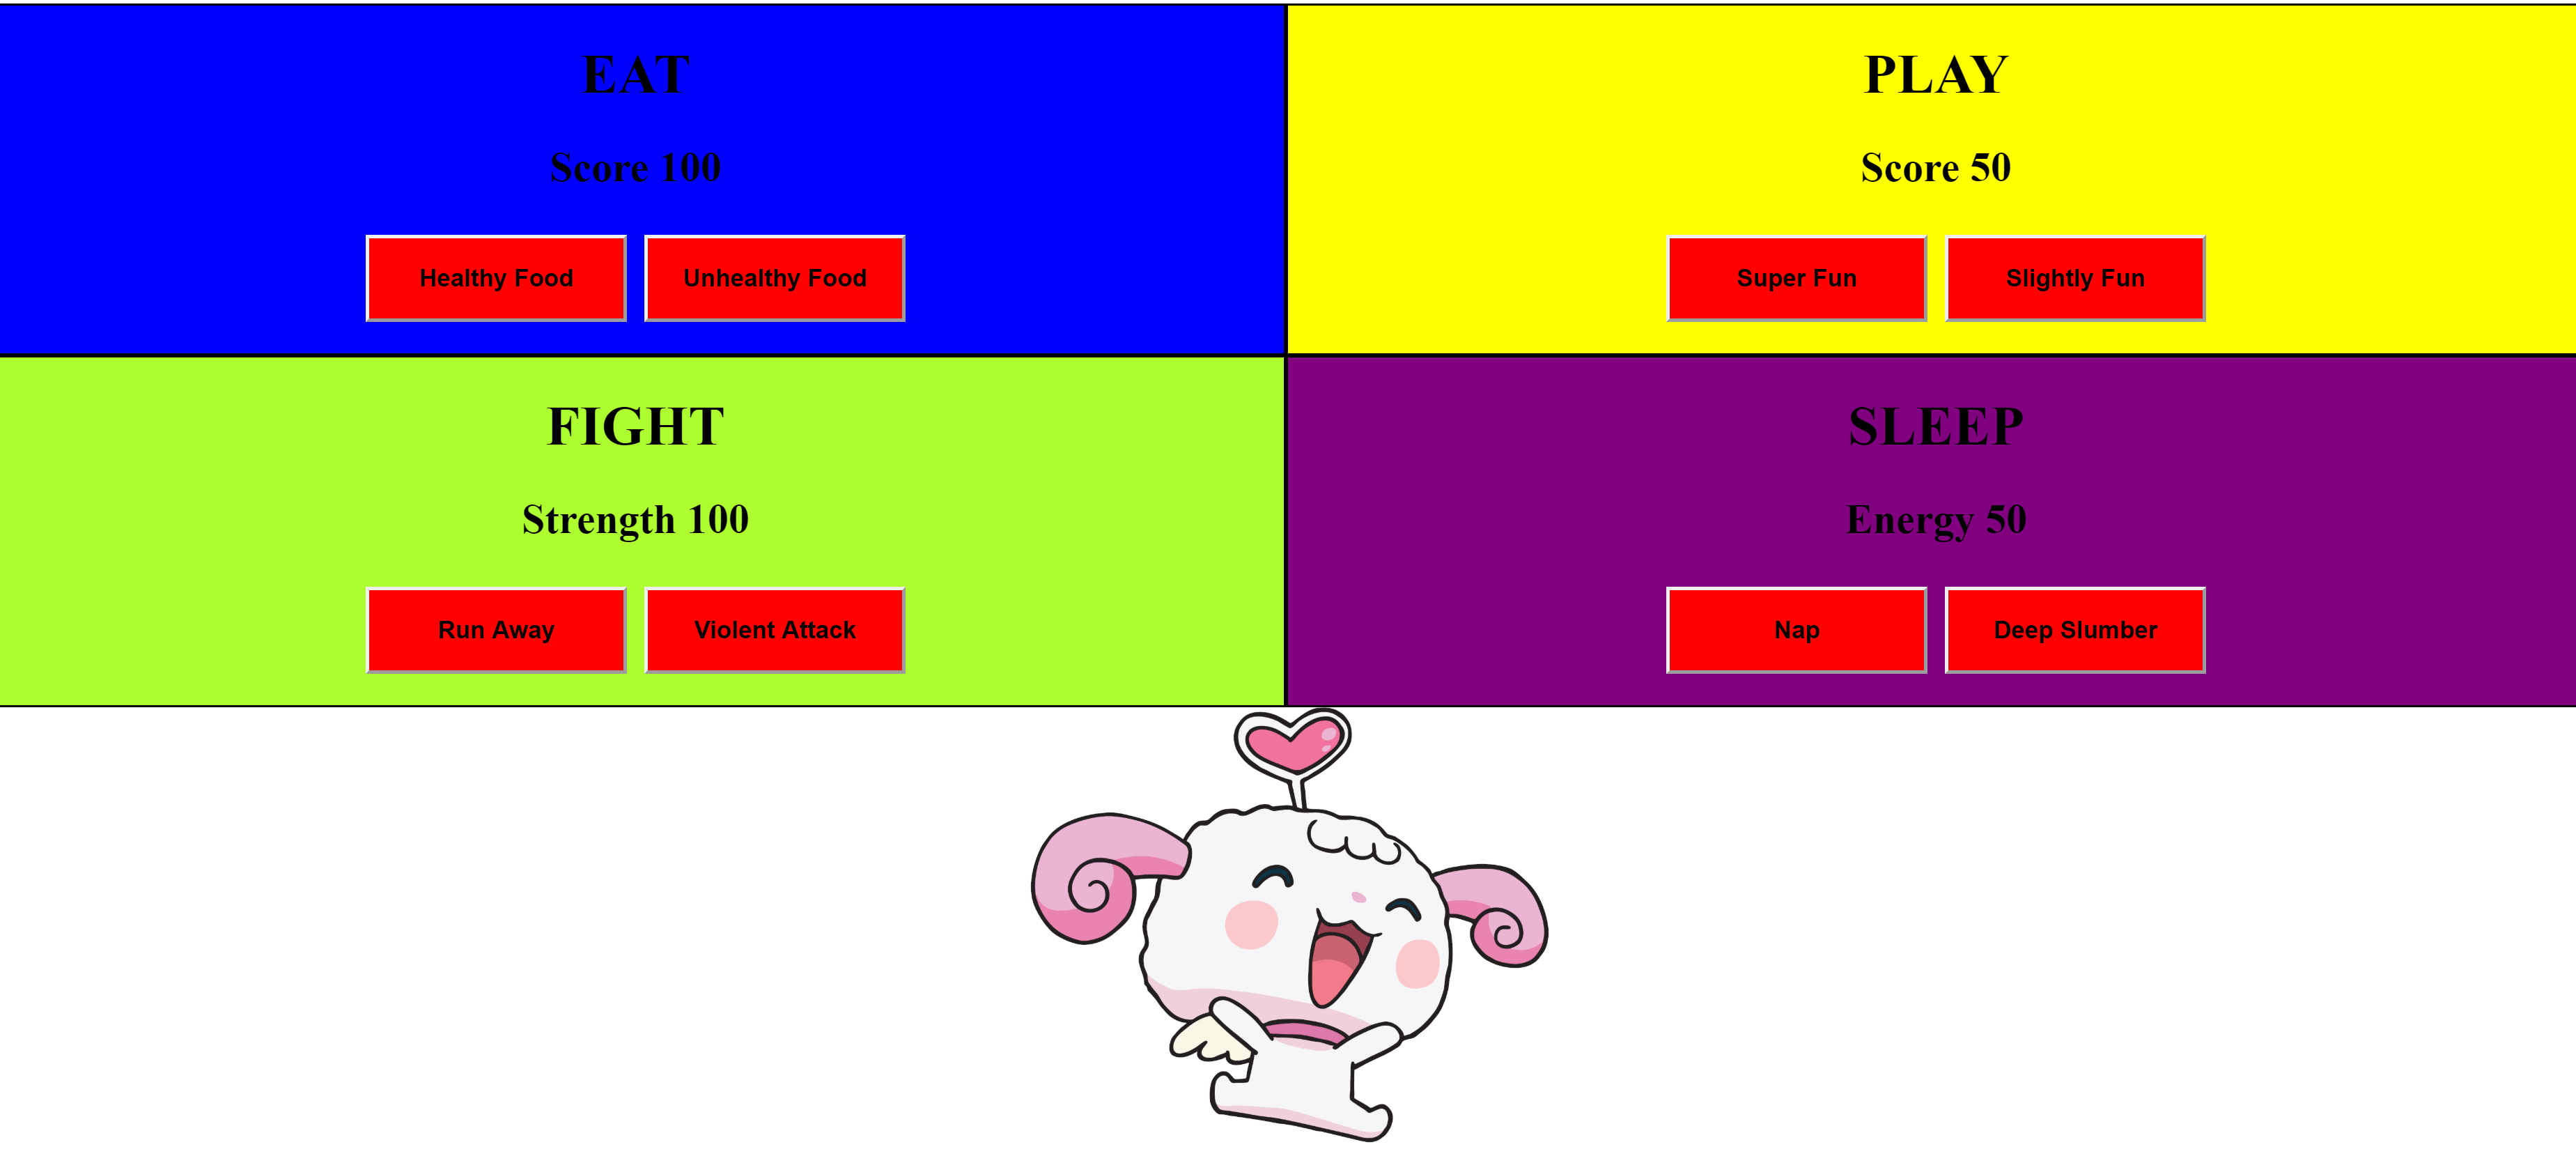 EAT
Score 100
Healthy Food
Unhealthy Food
PLAY
Score 50
Super Fun
Slightly Fun
FIGHT
Strength 100
Run Away
Violent Attack
SLEEP
Energy 50
Nap
Deep Slumber